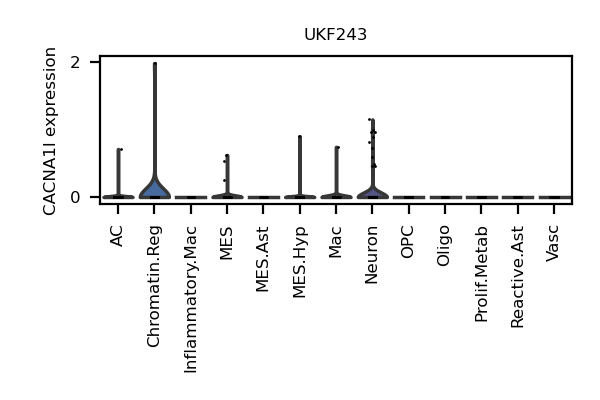 UKF243
CACNA1I expression
2
0
AC
Chromatin.Reg
Inflammatory.Mac
MES
MES.Ast
MES.Hyp
Mac
Neuron
OPC
Oligo
Prolif.Metab
Reactive.Ast
Vasc